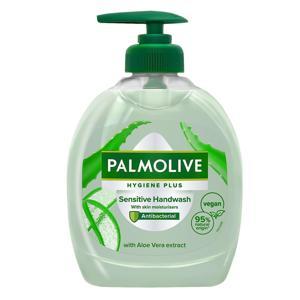 PALMOLIVE
HYGIENE PLUS
Sensitive Handwash
With skin moisturisers
Antibacterial
vegan
95%
natural
origin*
with Aloe Vera extract